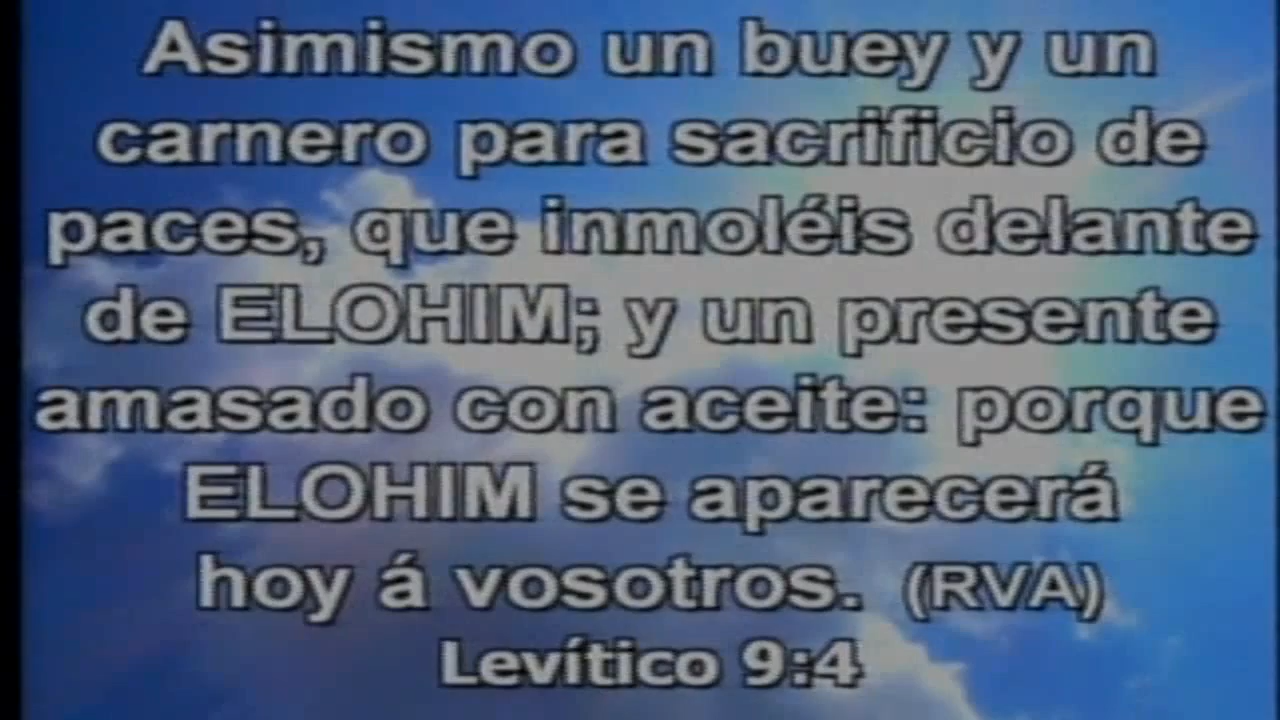 Asimismo un buey y un
carnero para sacrificio de
paces, que inmoléis delante
de ELOHIM; y un presente
amasado con aceite: porque
ELOHIM se aparecerá
hoy á vosotros. (RVA)
Levítico 9:4